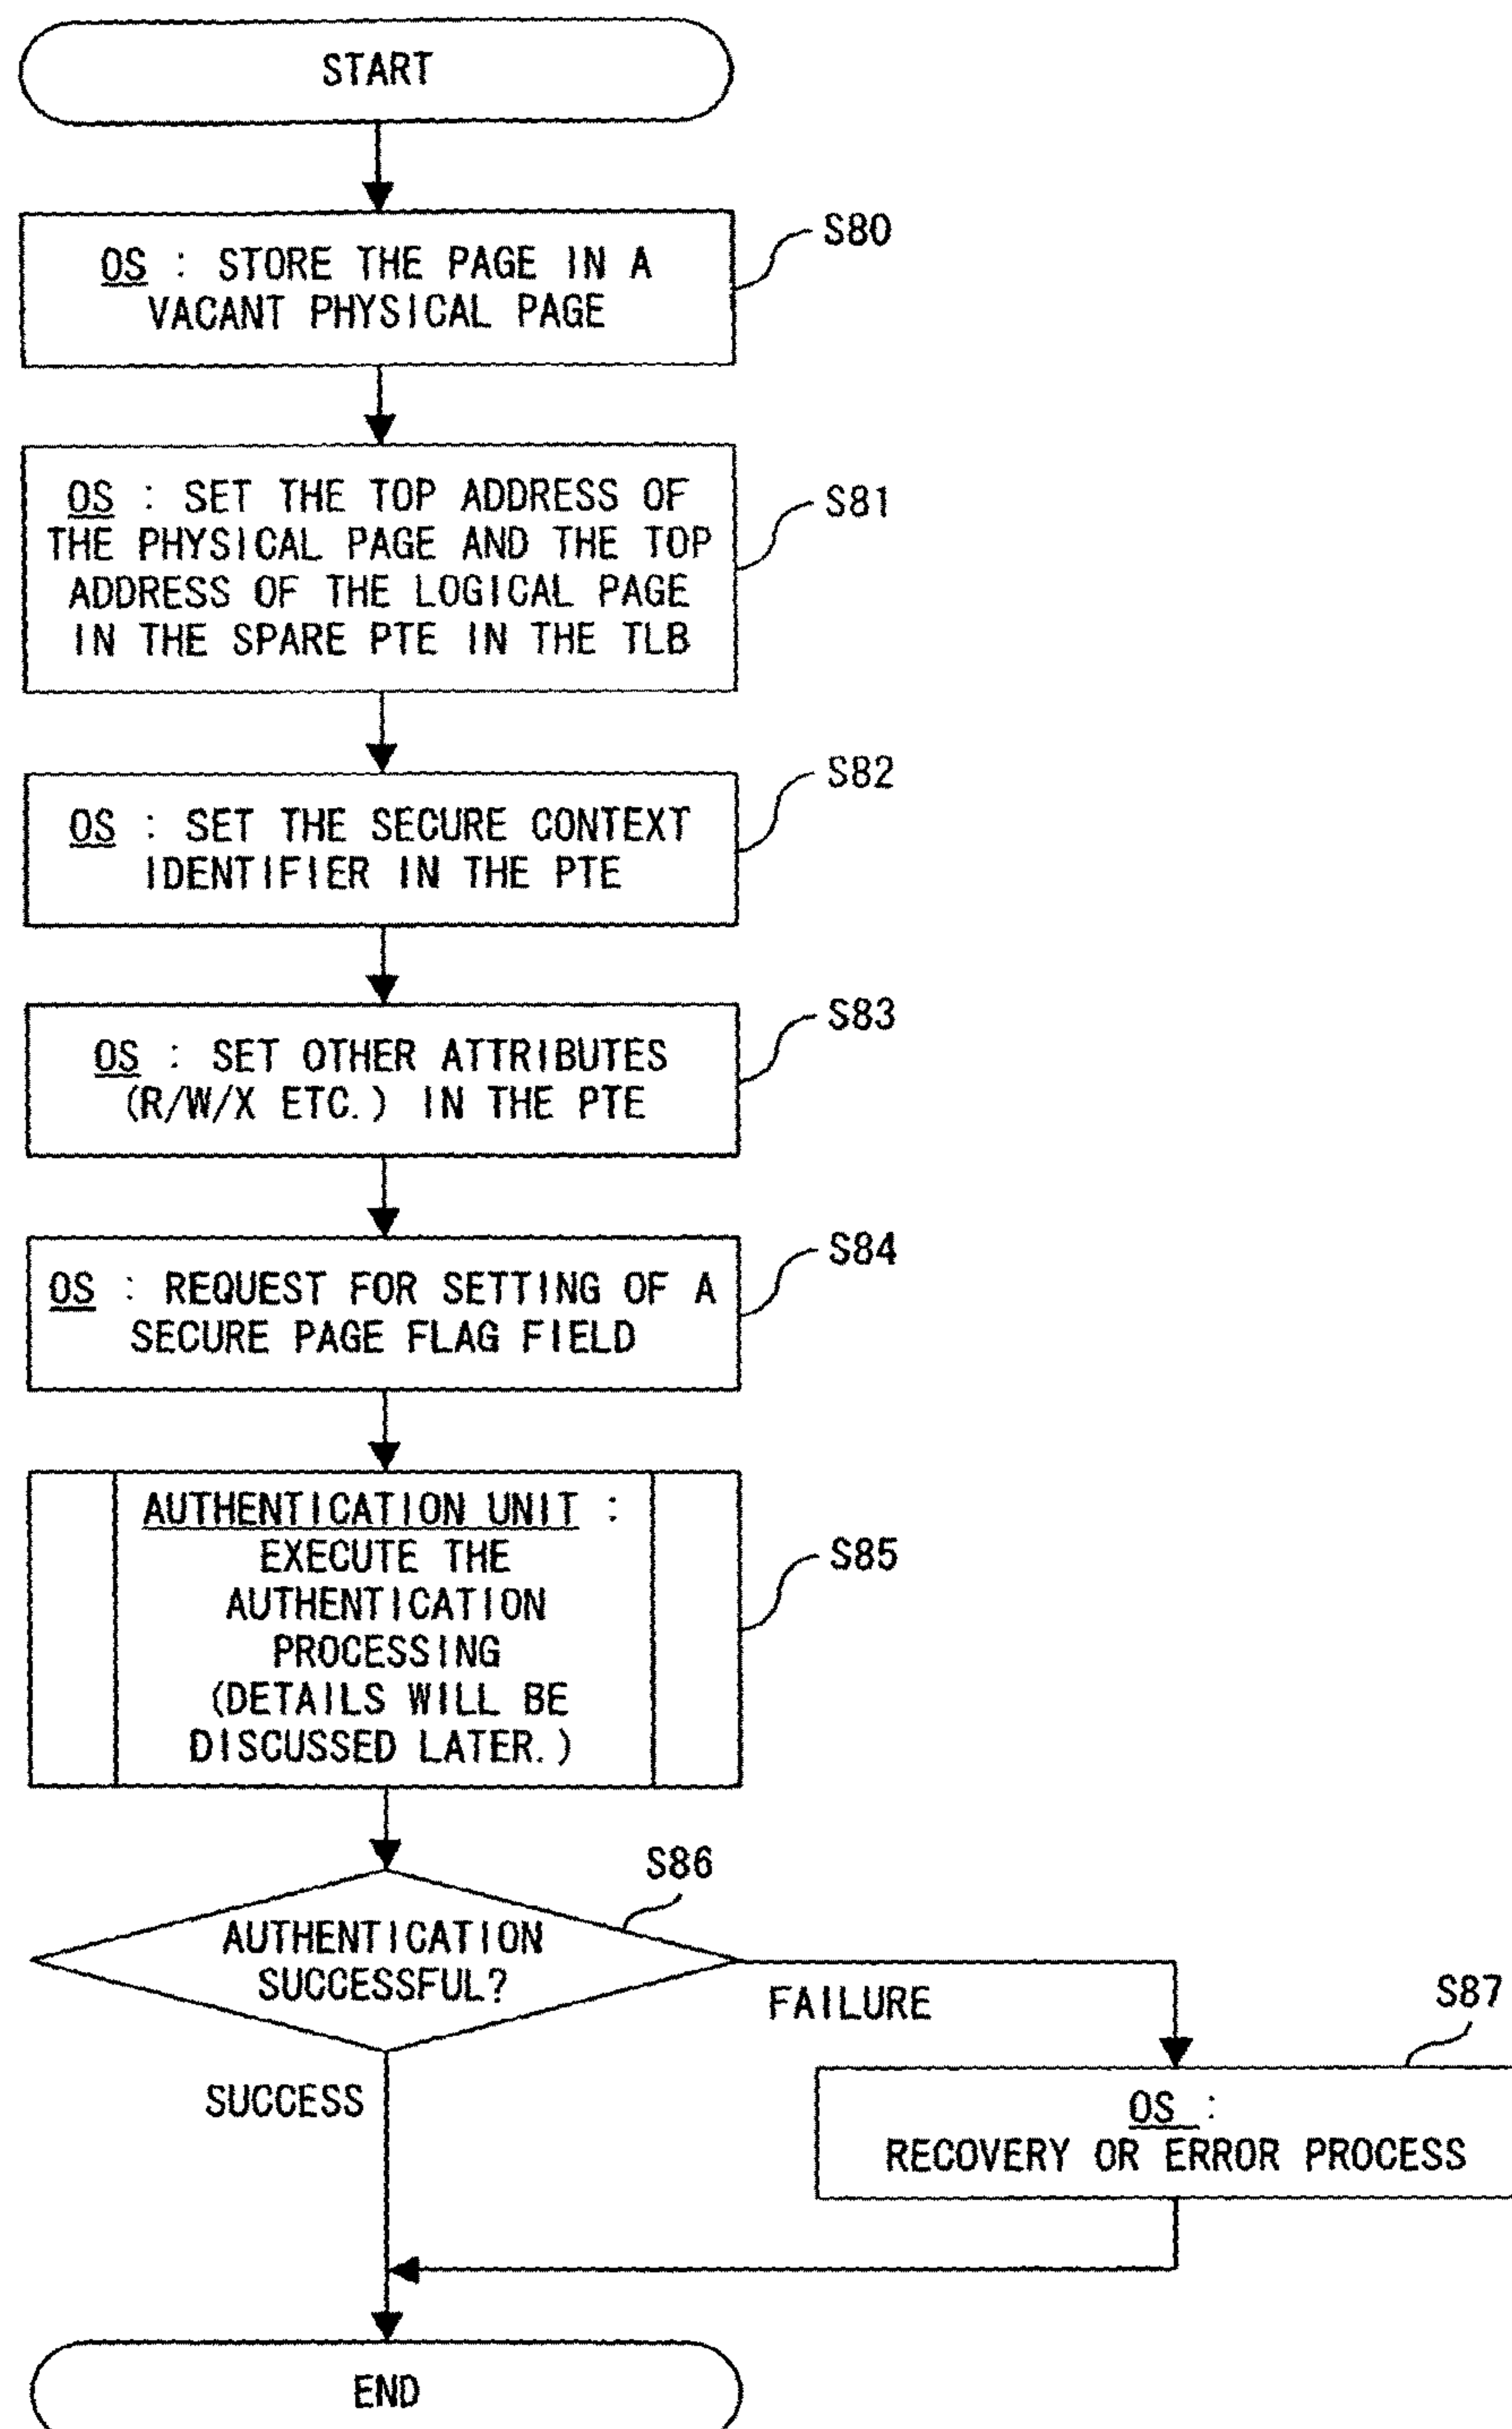 START
S80
OS : STORE THE PAGE IN A
VACANT PHYSICAL PAGE
S81
OS : SET THE TOP ADDRESS OF
THE PHYSICAL PAGE AND THE TOP
ADDRESS OF THE LOGICAL PAGE
IN THE SPARE PTE IN THE TLB
S82
OS : SET THE SECURE CONTEXT
IDENTIFIER IN THE PTE
S83
OS : SET OTHER ATTRIBUTES
(R/W/X ETC.) IN THE PTE
S84
OS : REQUEST FOR SETTING OF A
SECURE PAGE FLAG FIELD
S85
AUTHENTICATION UNIT :
EXECUTE THE
AUTHENTICATION
PROCESSING
(DETAILS WILL BE
DISCUSSED LATER.)
S86
AUTHENTICATION
SUCCESSFUL?
FAILURE
SUCCESS
S87
OS :
RECOVERY OR ERROR PROCESS
END